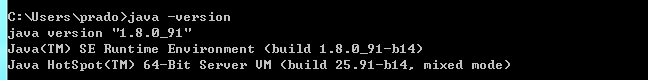 C:\Users\prado>java -version
java version "1.8.0_91"
Java(TM) SE Runtime Environment (build 1.8.0_91-b14)
Java HotSpot(TM) 64-Bit Server VM (build 25.91-b14, mixed mode)